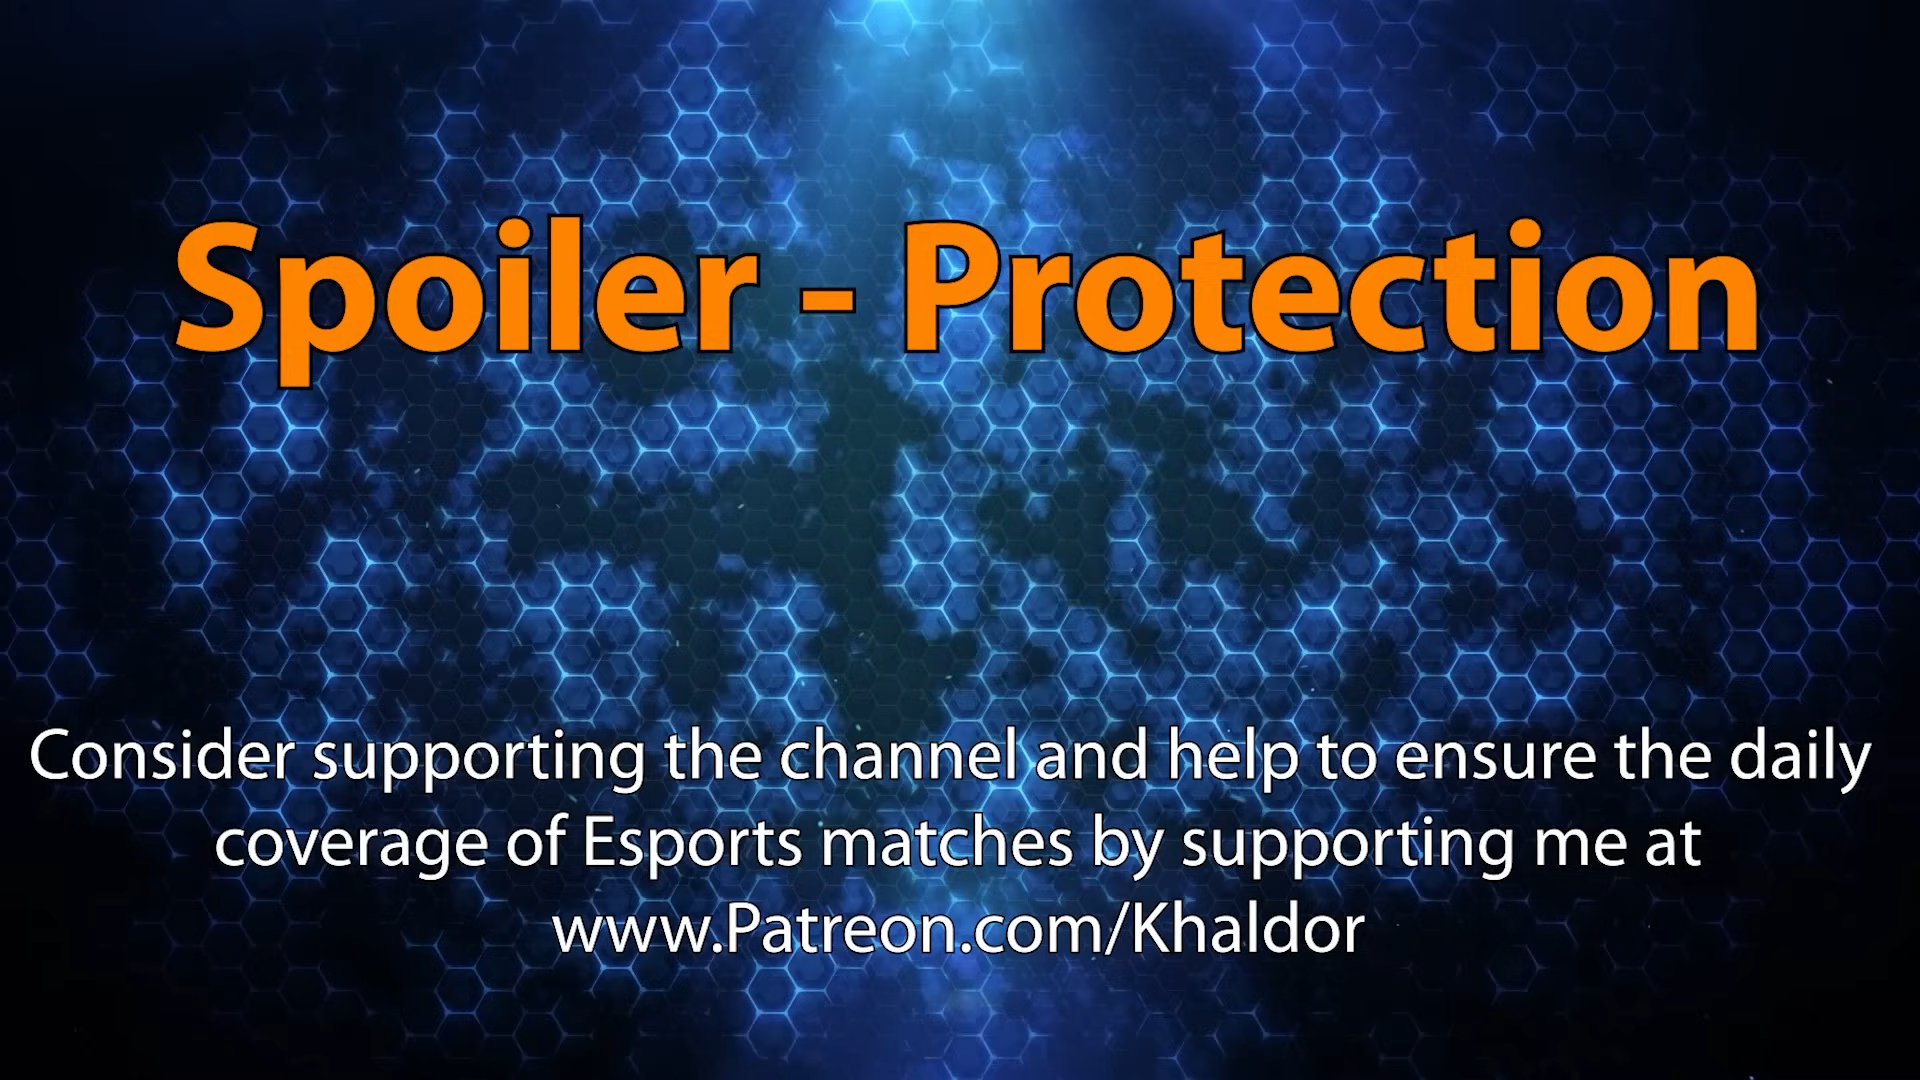 Spoiler - Protection
Consider supporting the channel and help to ensure the daily
coverage of Esports matches by supporting me at
www.Patreon.com/Khaldor